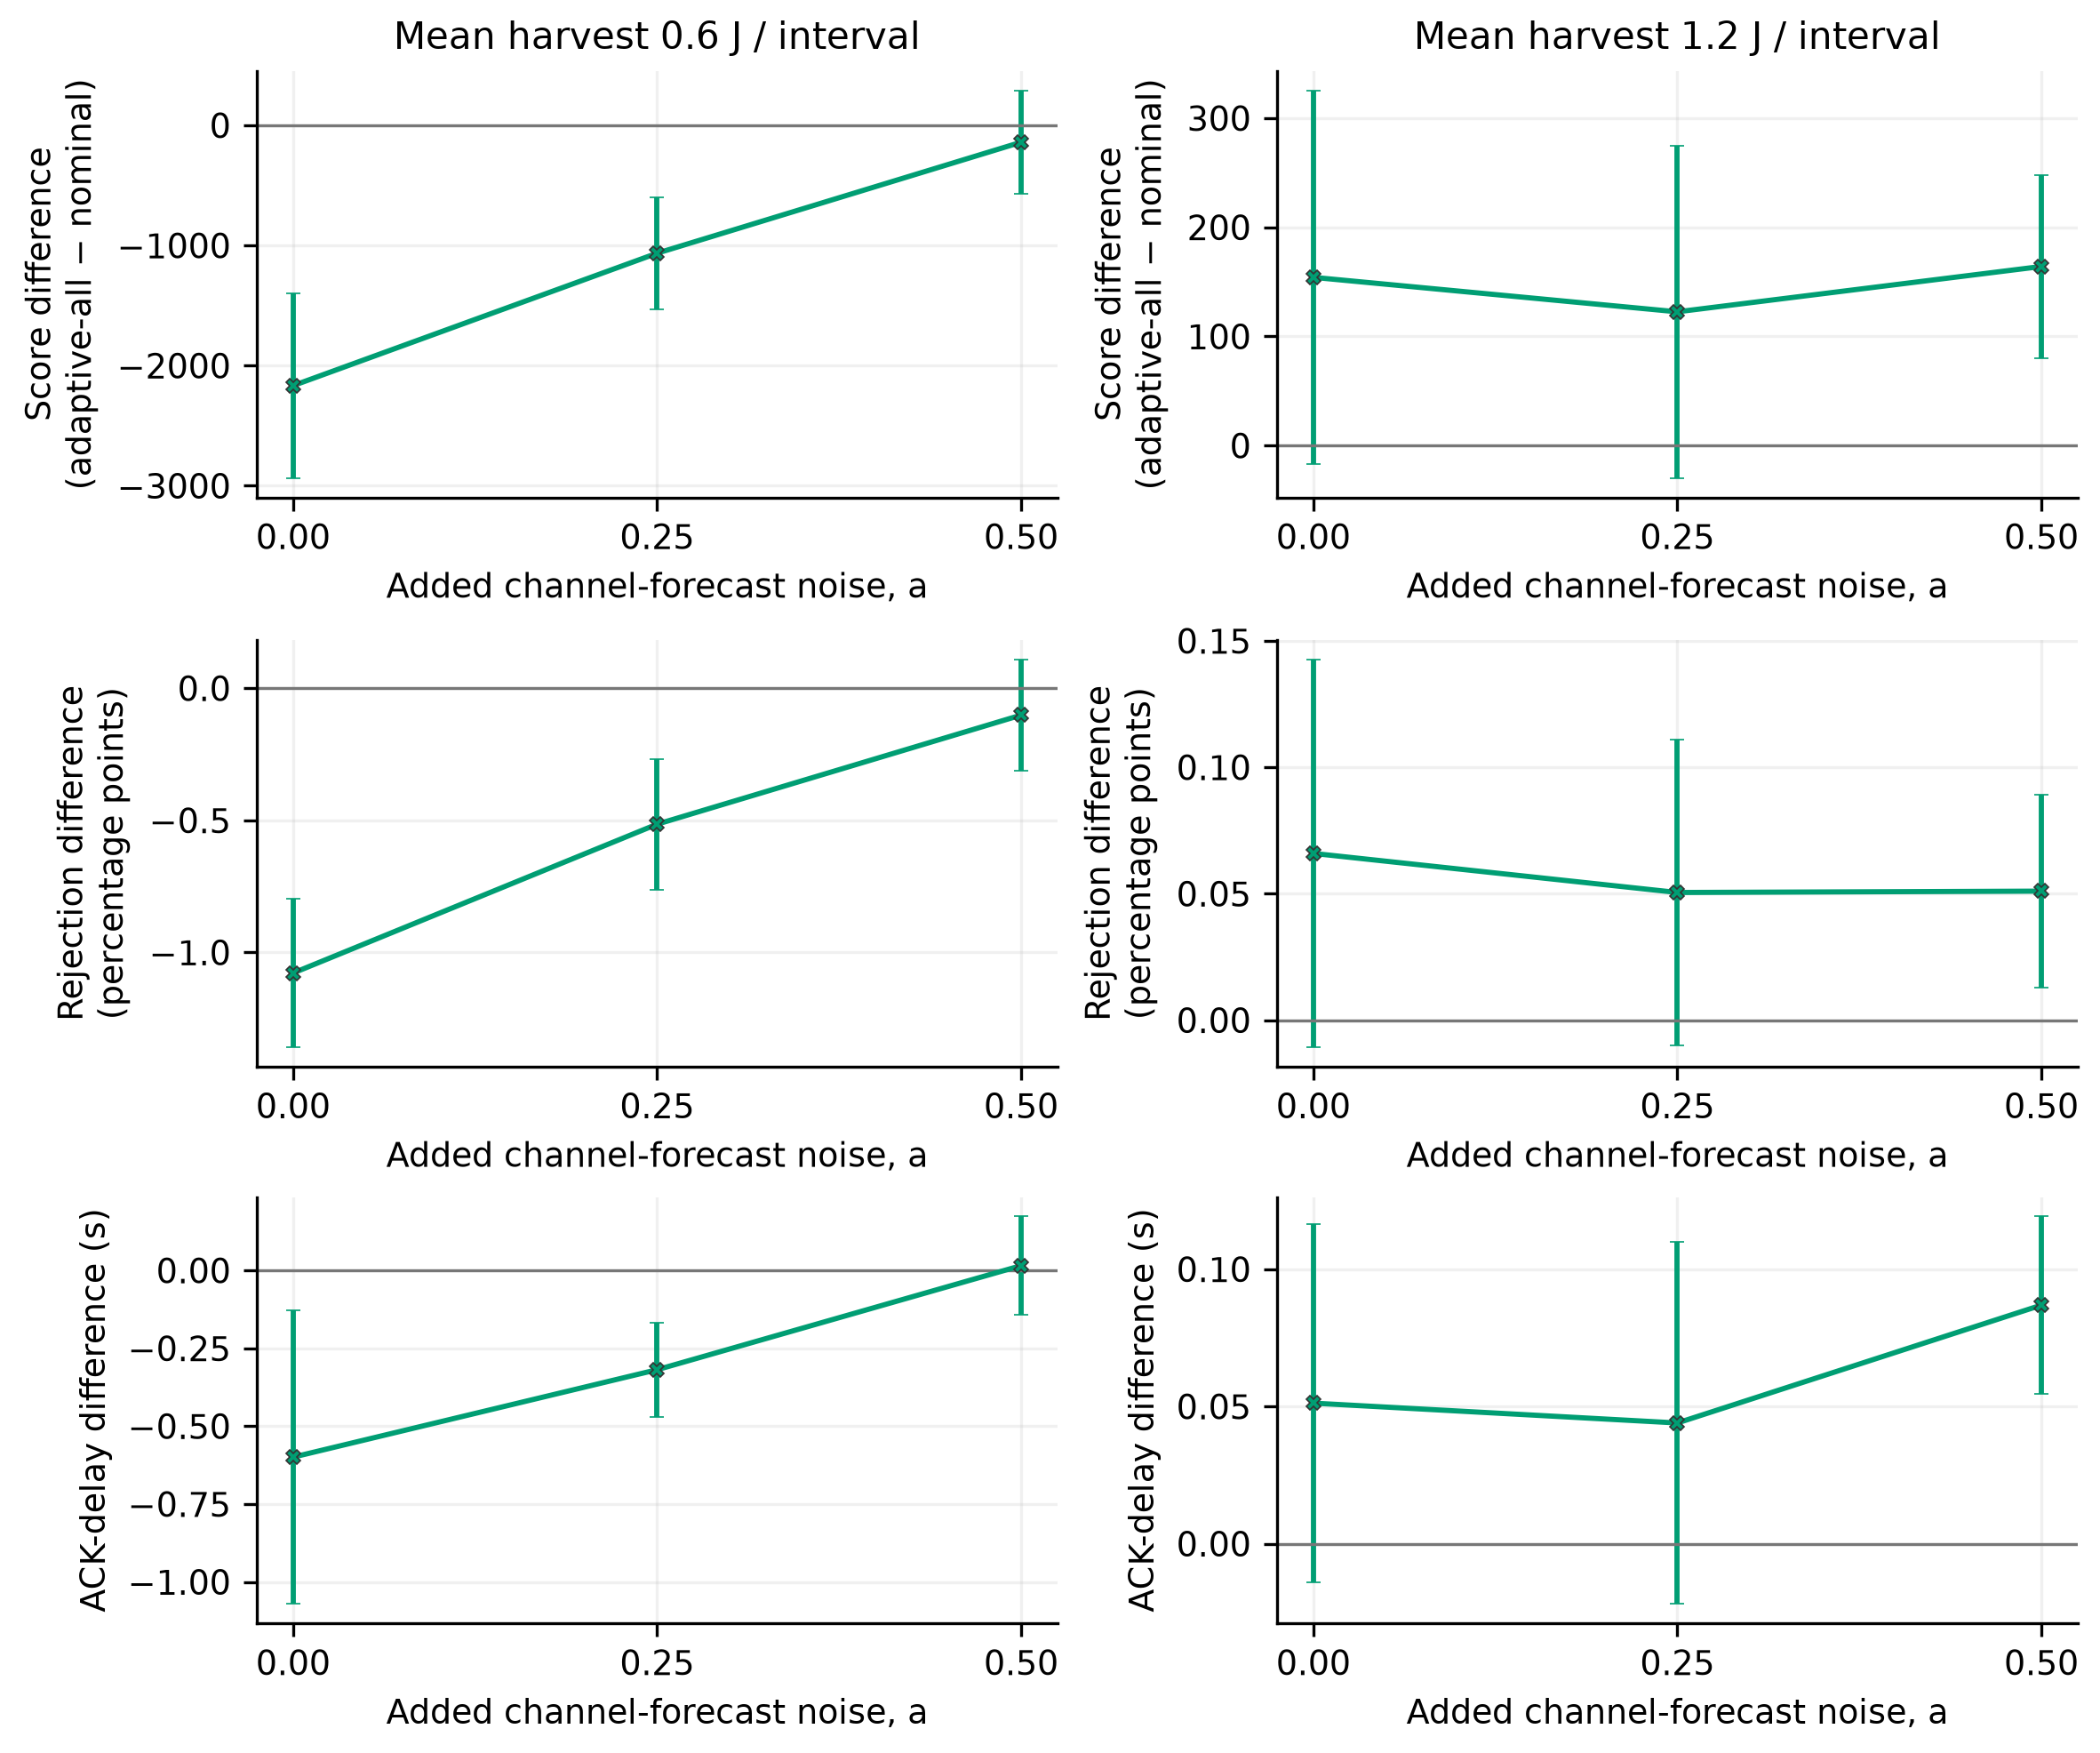 Mean harvest 0.6 J / interval
Score difference
(adaptive-all − nominal)
0
−1000
−2000
−3000
0.00 0.25 0.50
Added channel-forecast noise, a
Mean harvest 1.2 J / interval
Score difference
(adaptive-all − nominal)
300
200
100
0
0.00 0.25 0.50
Added channel-forecast noise, a
Rejection difference
(percentage points)
0.0
−0.5
−1.0
0.00 0.25 0.50
Added channel-forecast noise, a
Rejection difference
(percentage points)
0.15
0.10
0.05
0.00
0.00 0.25 0.50
Added channel-forecast noise, a
ACK-delay difference (s)
0.00
−0.25
−0.50
−0.75
−1.00
0.00 0.25 0.50
Added channel-forecast noise, a
ACK-delay difference (s)
0.10
0.05
0.00
0.00 0.25 0.50
Added channel-forecast noise, a